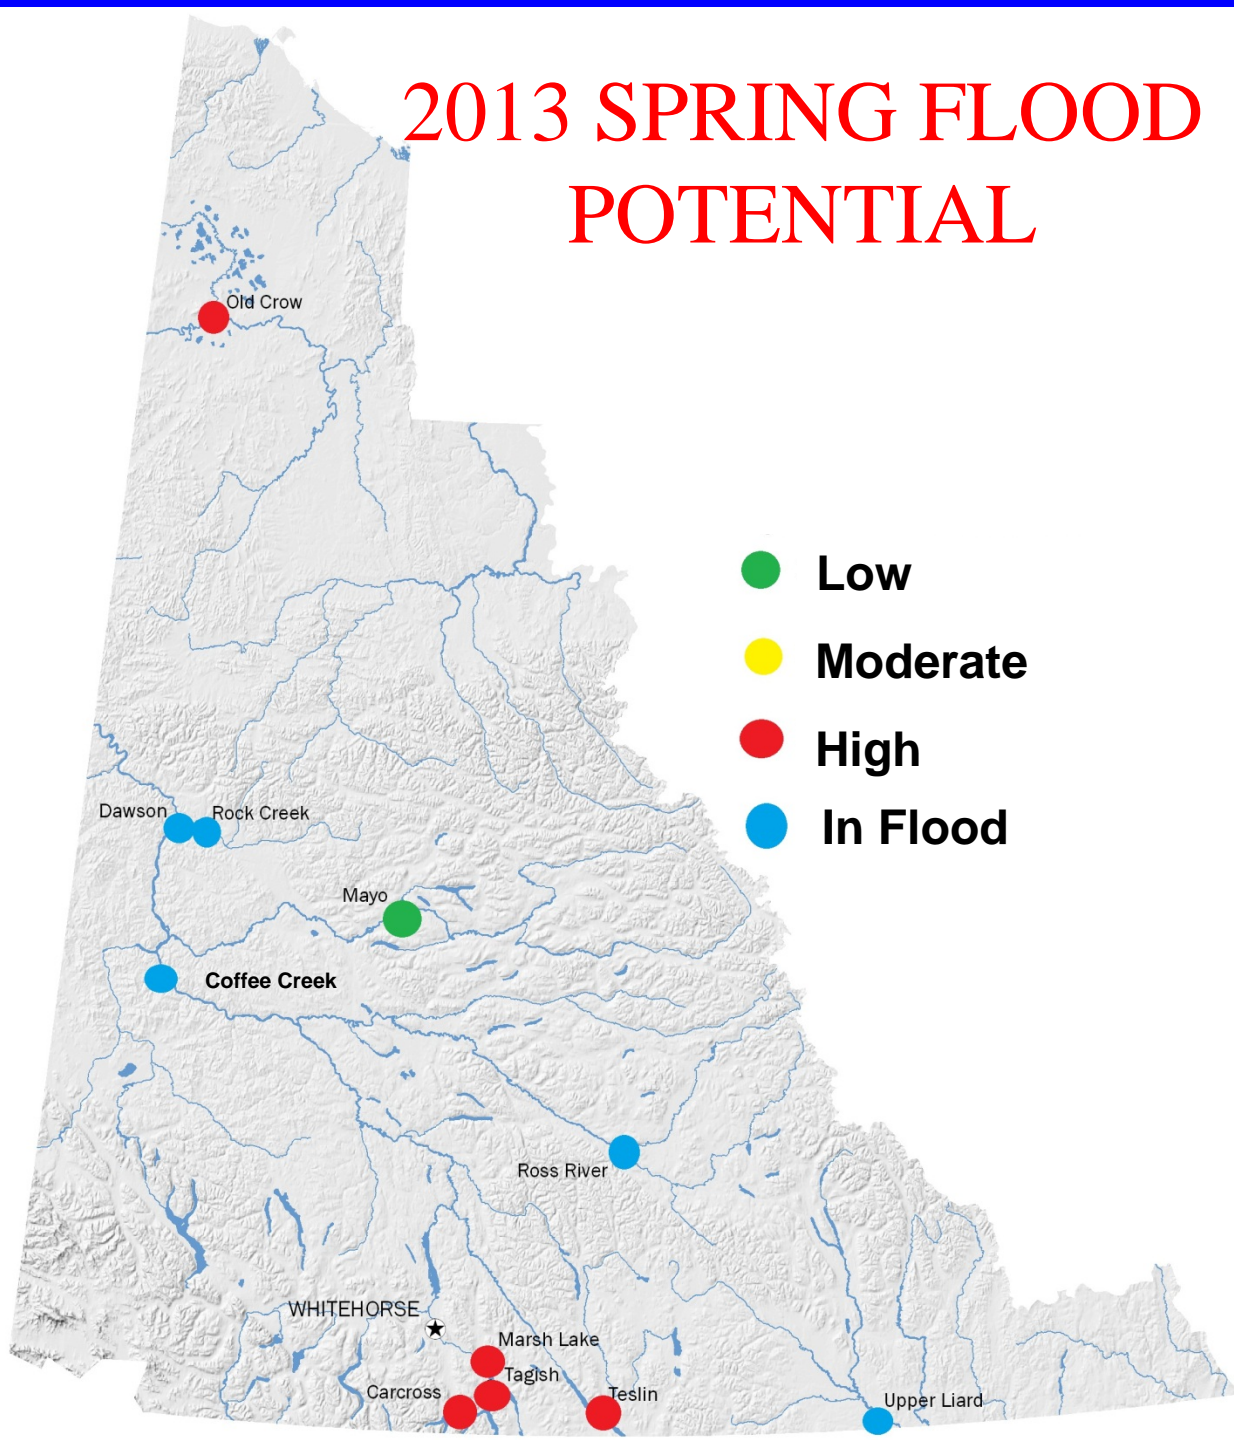 2013 SPRING FLOOD
POTENTIAL
Old Crow
Low
Moderate
High
In Flood
Dawson
Rock Creek
Mayo
Coffee Creek
Ross River
WHITEHORSE
Marsh Lake
Tagish
Carcross
Teslin
Upper Liard